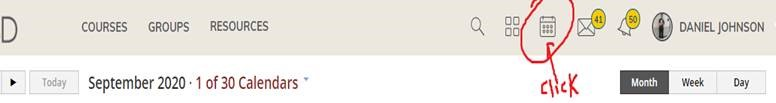 D COURSES GROUPS RESOURCES 41 50 DANIEL JOHNSON
Today September 2020 · 1 of 30 Calendars Month Week Day
click